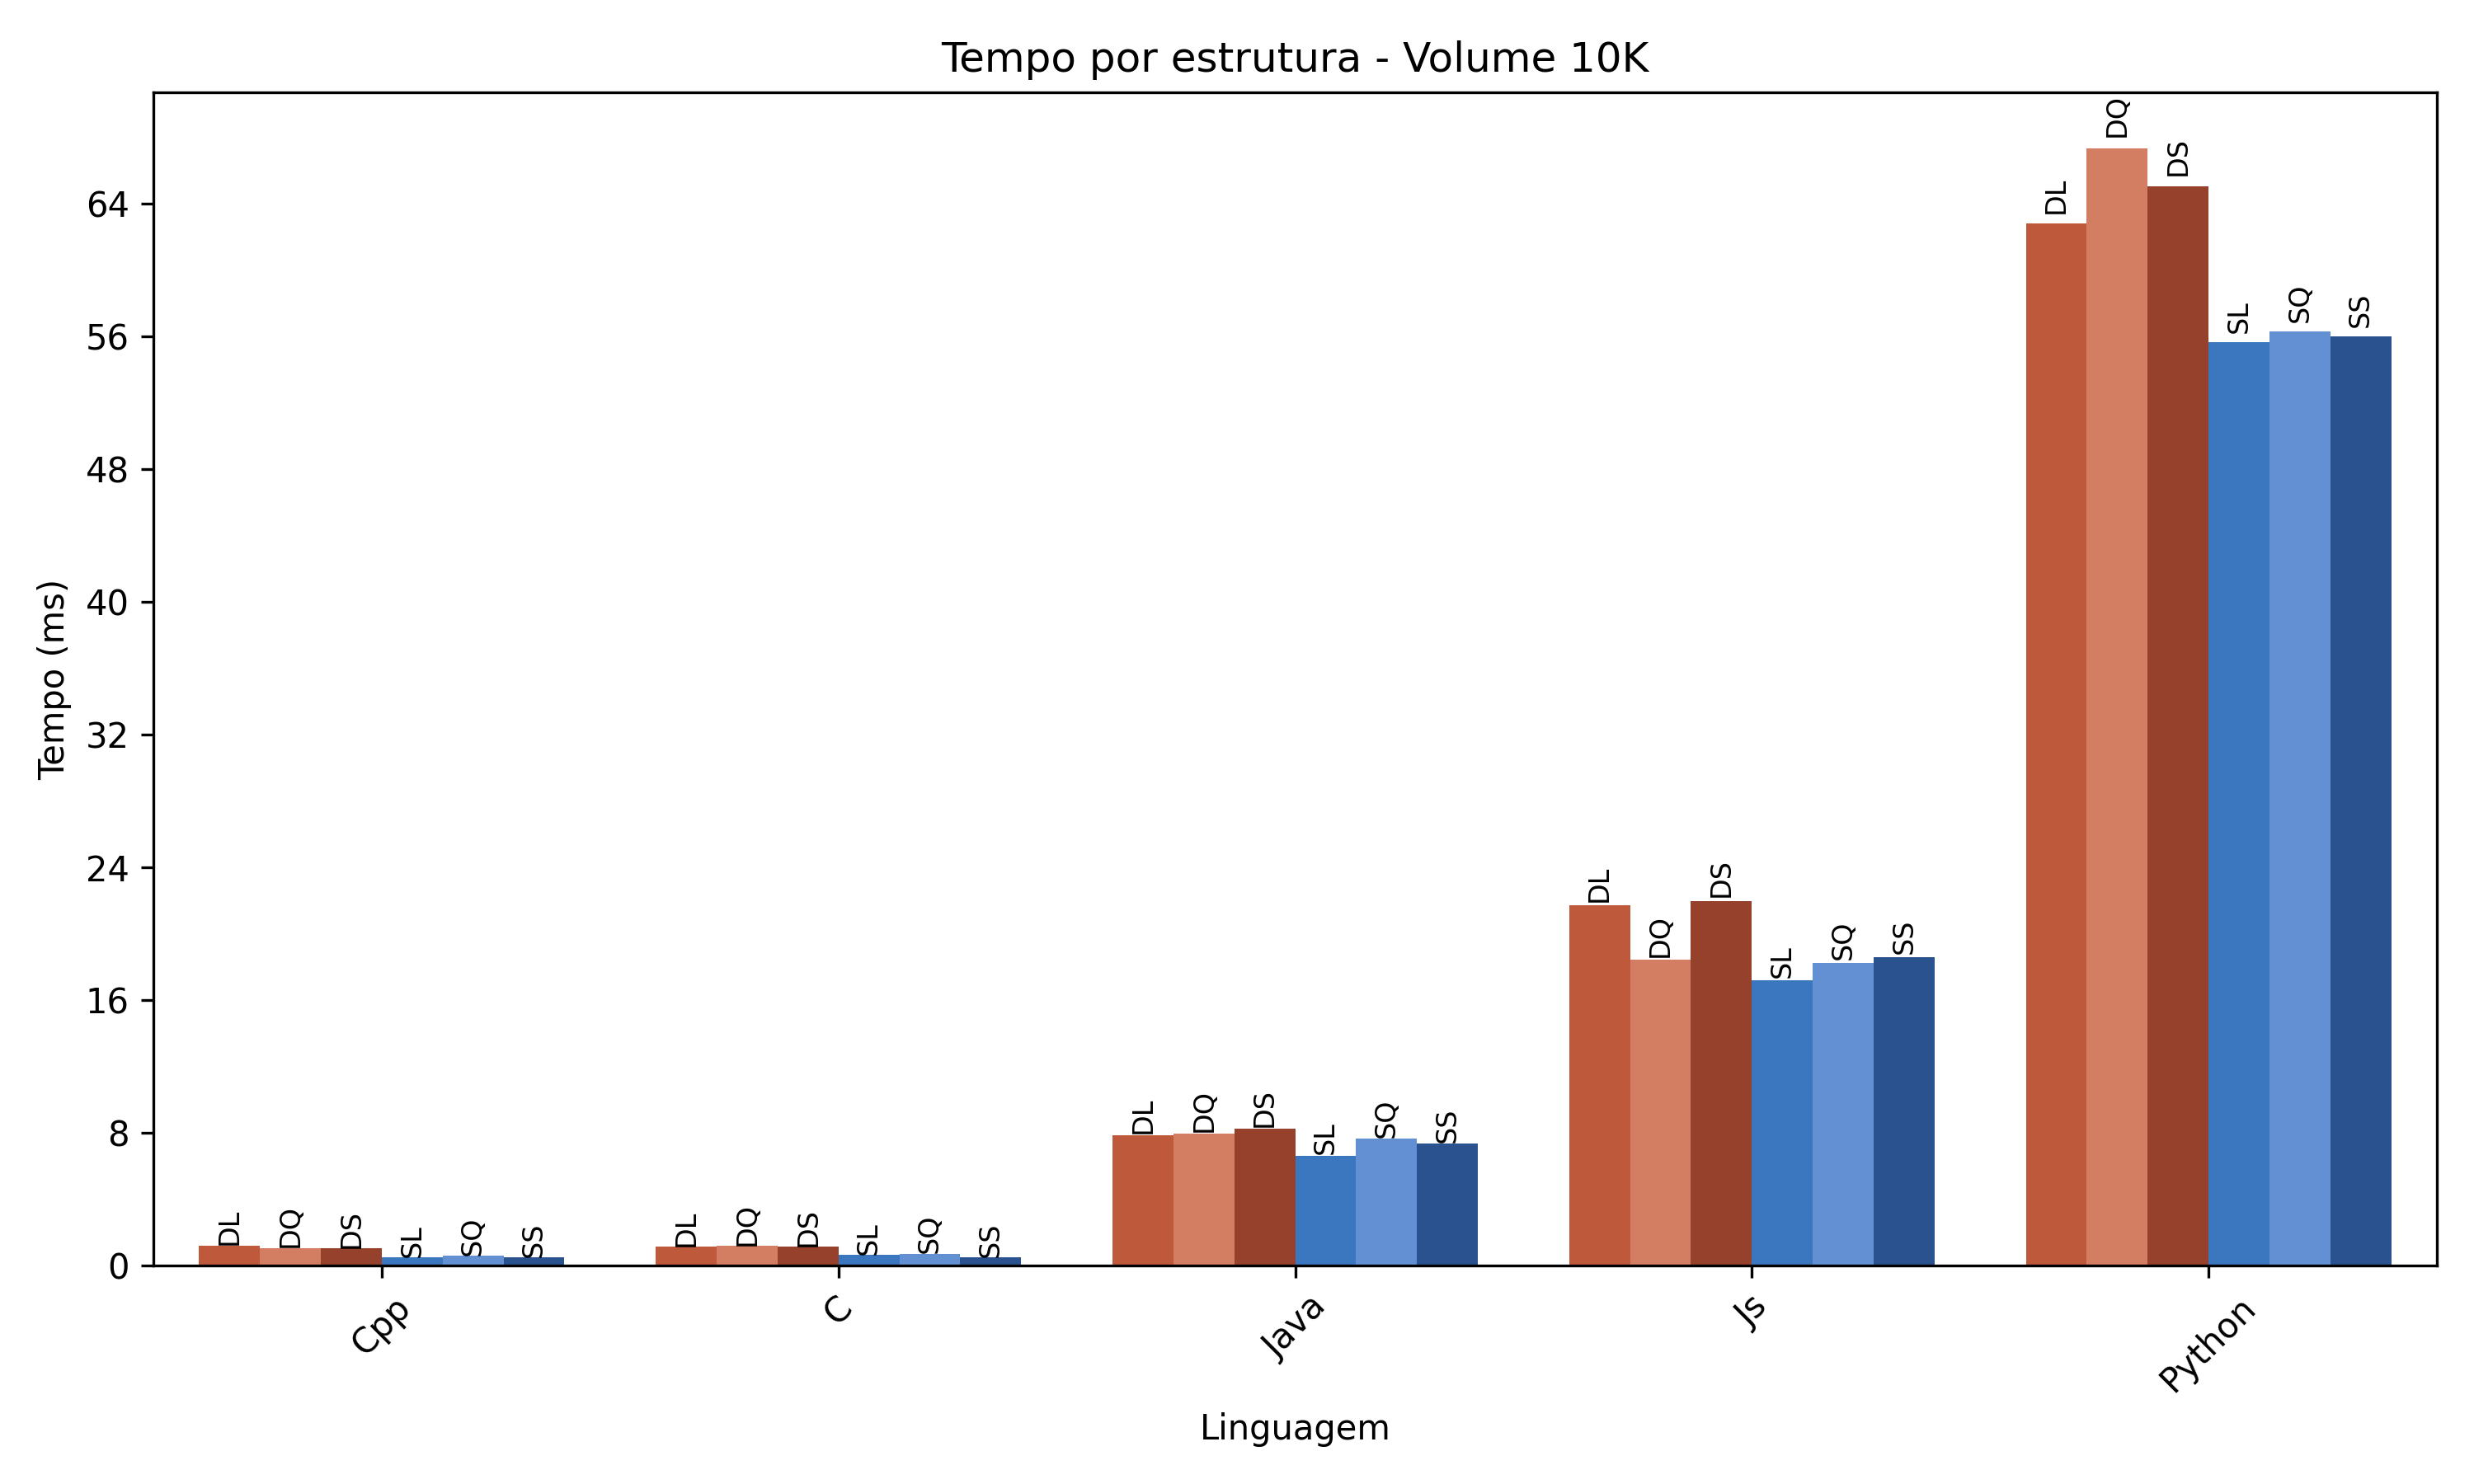 Tempo por estrutura - Volume 10K
Tempo (ms)
64
56
48
40
32
24
16
8
0
DL DQ DS SL SQ SS
DL DQ DS SL SQ SS
DL DQ DS SL SQ SS
DL DQ DS SL SQ SS
DL DQ DS SL SQ SS
Cpp C Java Js Python
Linguagem